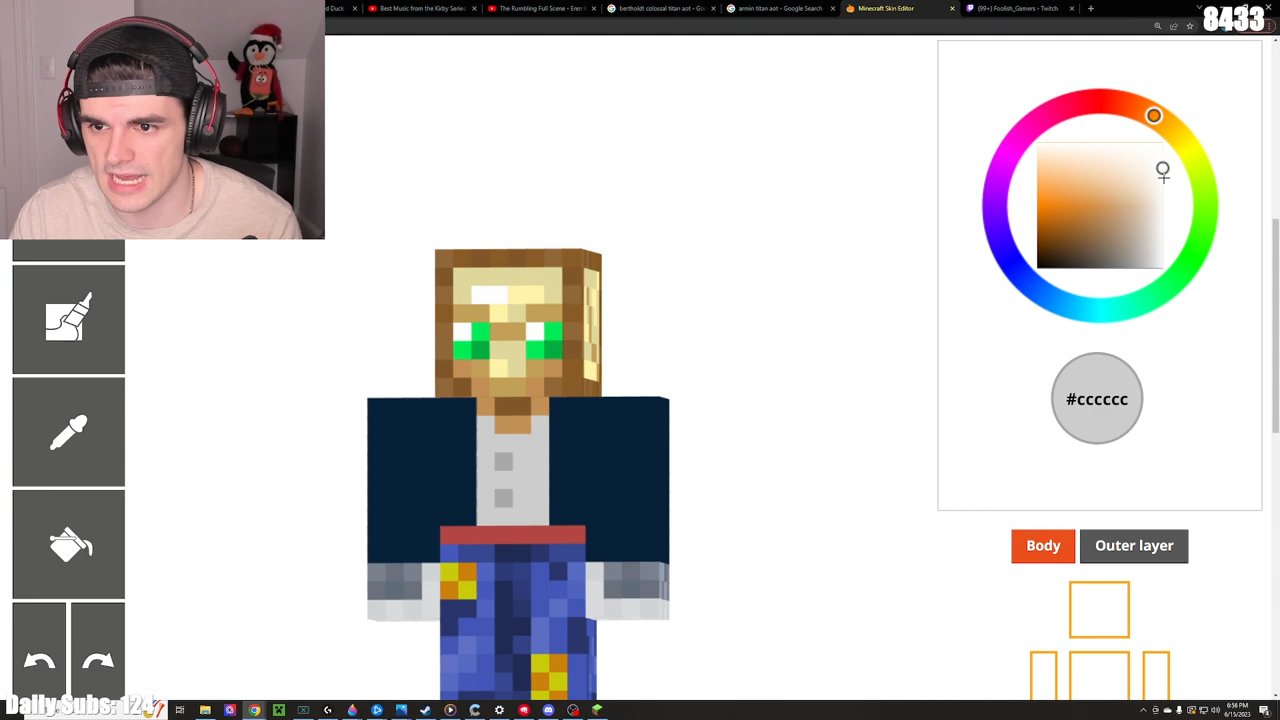 d Duck
Best Music from the Kirby Series
The Rumbling Full Scene - Eren K
bertholdt colossal titan aot - Goo
armin titan aot - Google Search
Minecraft Skin Editor
(99+) Foolish_Gamers - Twitch
8433
#cccccc
Body
Outer layer
Daily Subs: 124
6:56 PM
6/15/2023